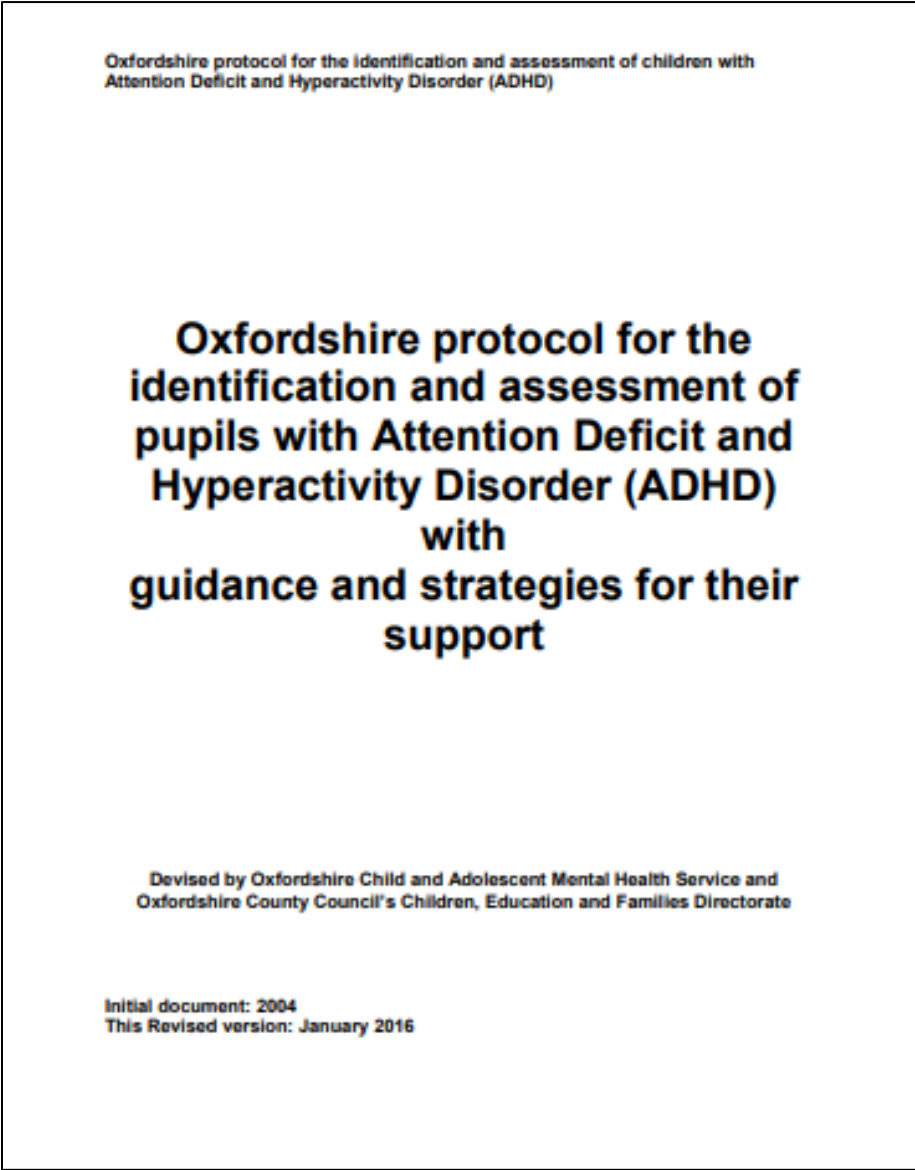 Oxfordshire protocol for the identification and assessment of children with
Attention Deficit and Hyperactivity Disorder (ADHD)
Oxfordshire protocol for the
identification and assessment of
pupils with Attention Deficit and
Hyperactivity Disorder (ADHD)
with
guidance and strategies for their
support
Devised by Oxfordshire Child and Adolescent Mental Health Service and
Oxfordshire County Council's Children, Education and Families Directorate
Initial document: 2004
This Revised version: January 2016